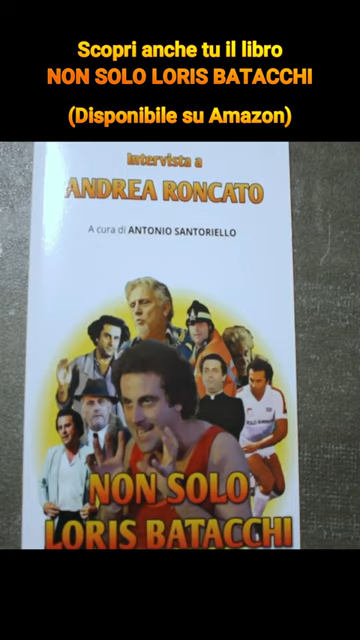 Scopri anche tu il libro
NON SOLO LORIS BATACCHI
(Disponibile su Amazon)
Intervista a
ANDREA RONCATO
A cura di ANTONIO SANTORIELLO
NON SOLO
LORIS BATACCHI